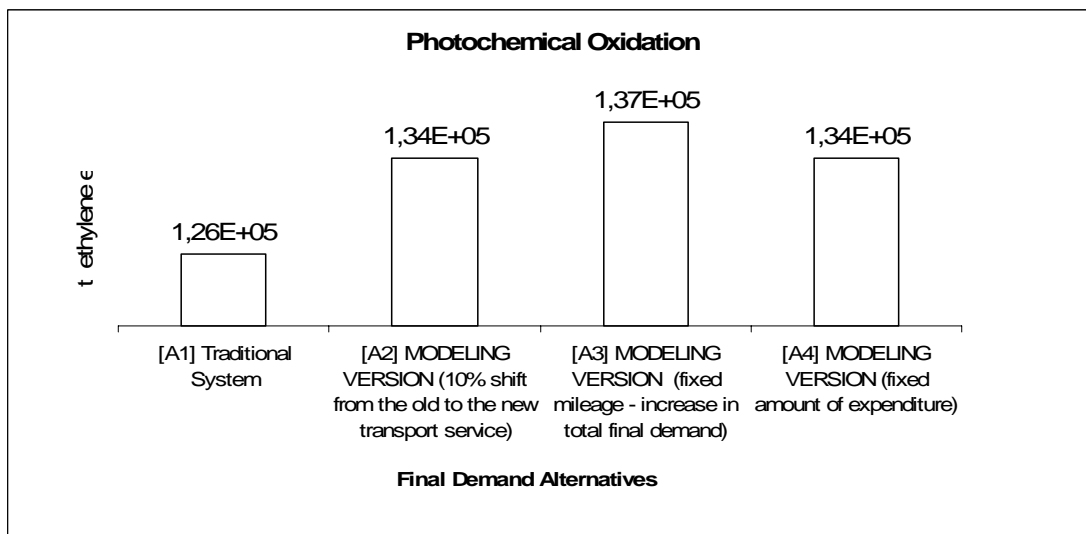 Photochemical Oxidation
1,37E+05
1,34E+05
1,34E+05
1,26E+05
t ethylene e
[A1] Traditional
System
[A2] MODELING
VERSION (10% shift
from the old to the new
transport service)
[A3] MODELING
VERSION (fixed
mileage - increase in
total final demand)
[A4] MODELING
VERSION (fixed
amount of expenditure)
Final Demand Alternatives